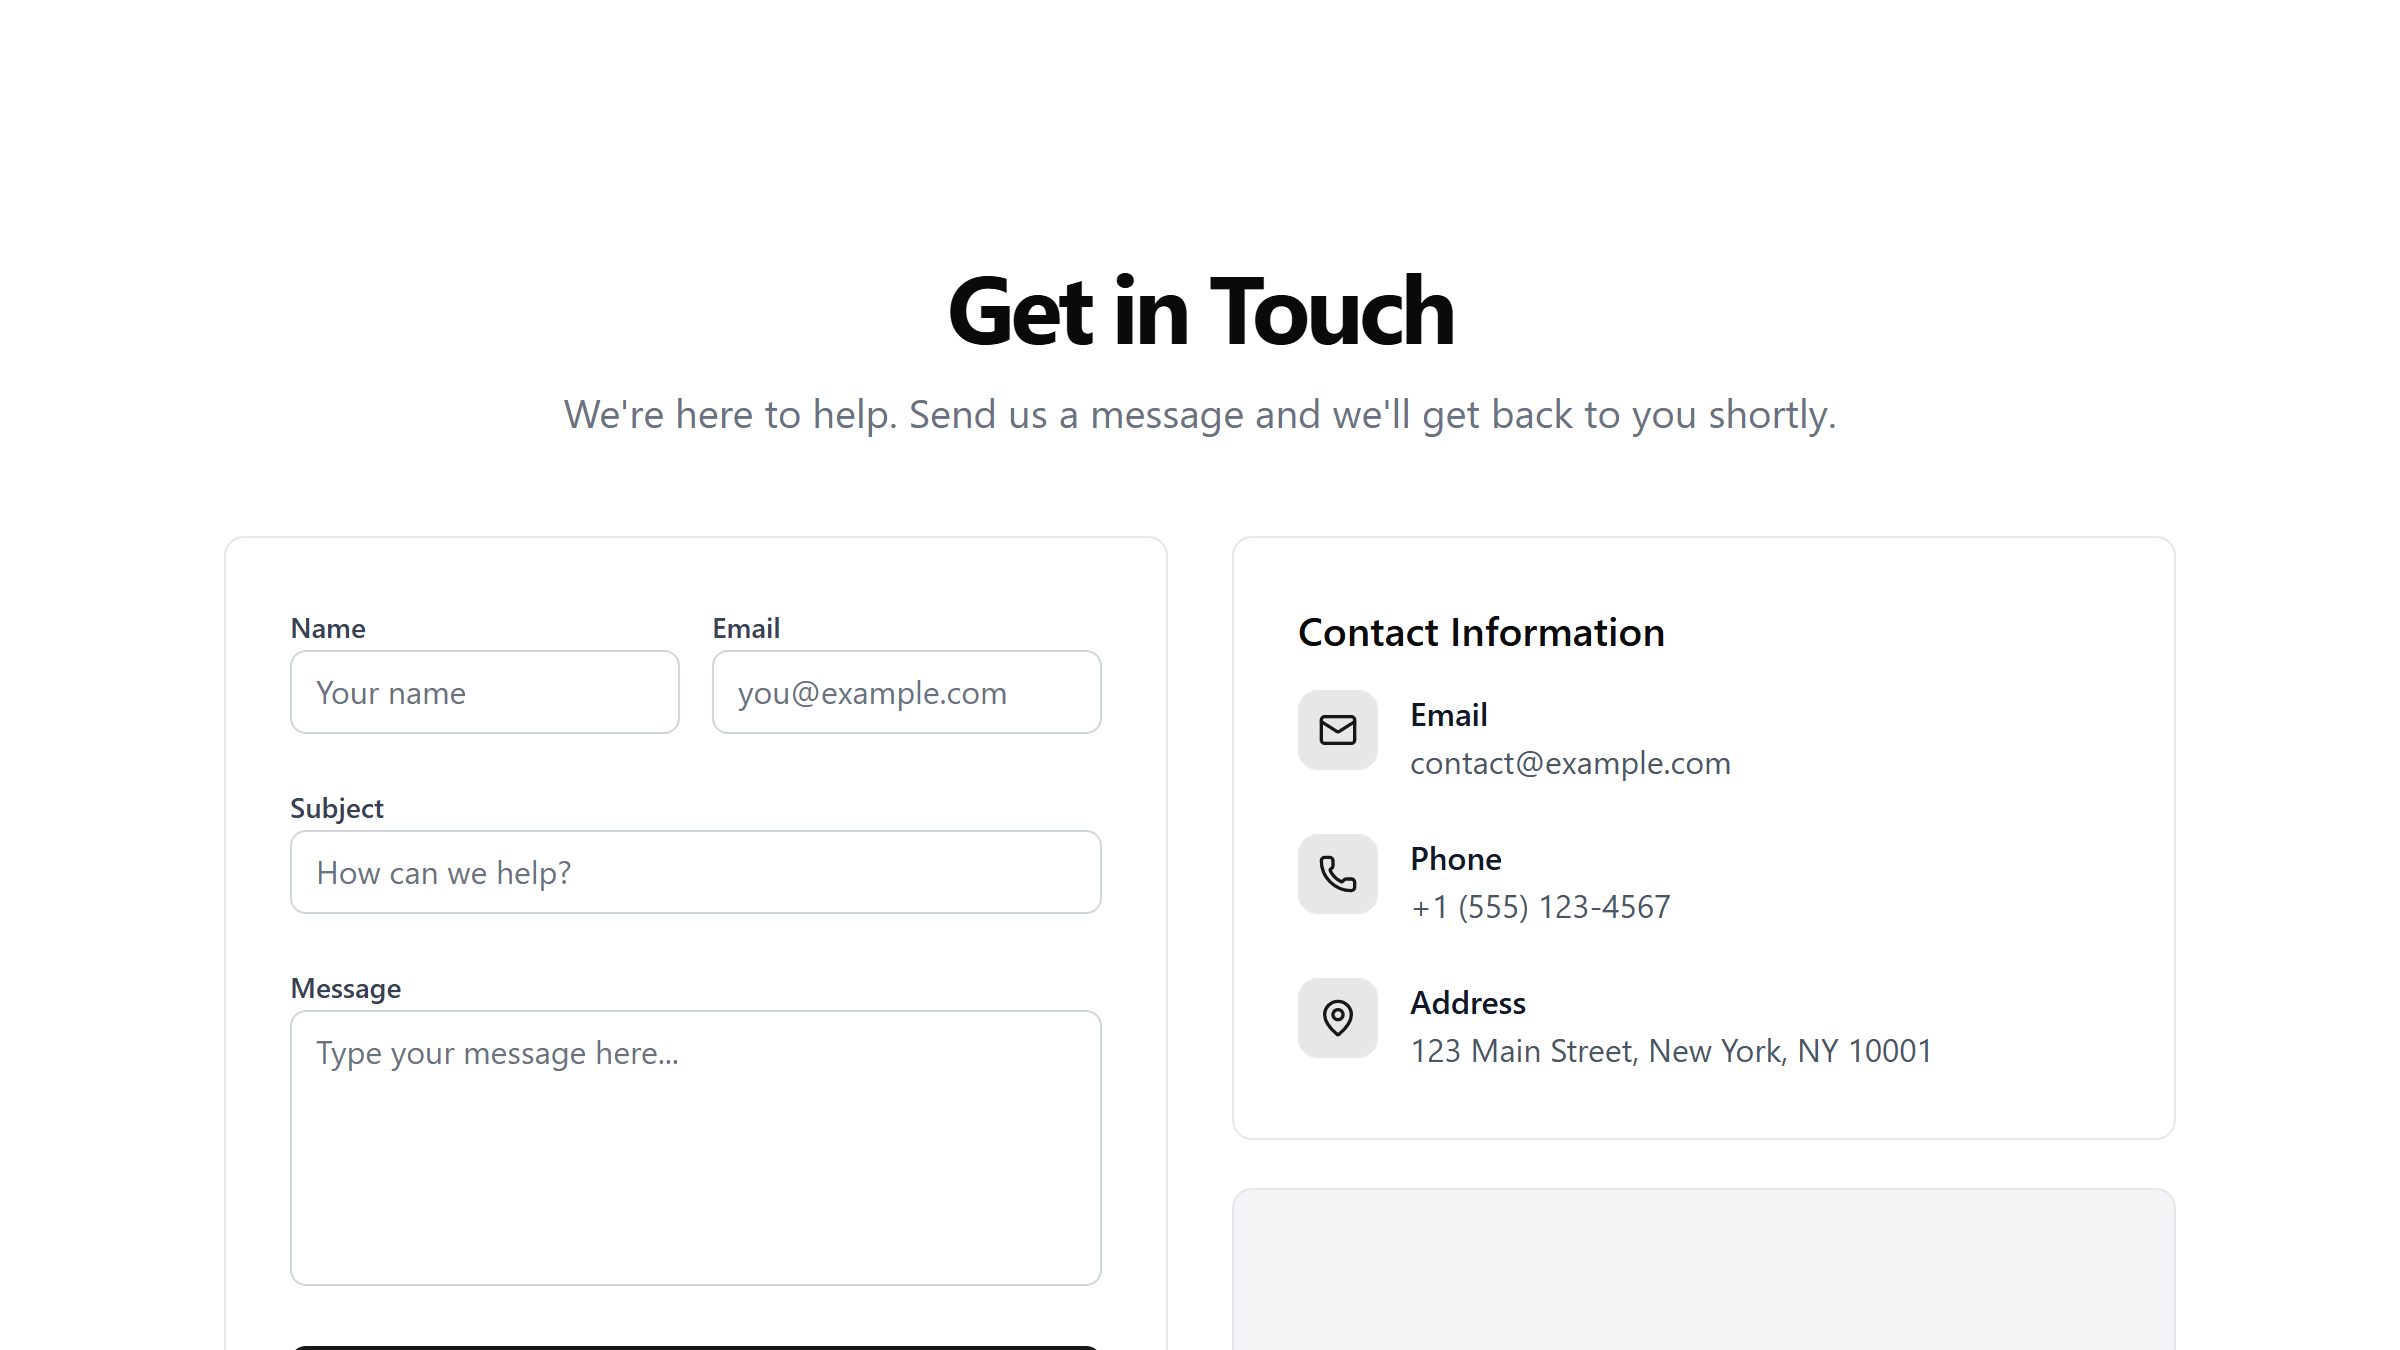 Get in Touch
We're here to help. Send us a message and we'll get back to you shortly.
Name
Your name
Email
you@example.com
Subject
How can we help?
Message
Type your message here...
Contact Information
Email
contact@example.com
Phone
+1 (555) 123-4567
Address
123 Main Street, New York, NY 10001